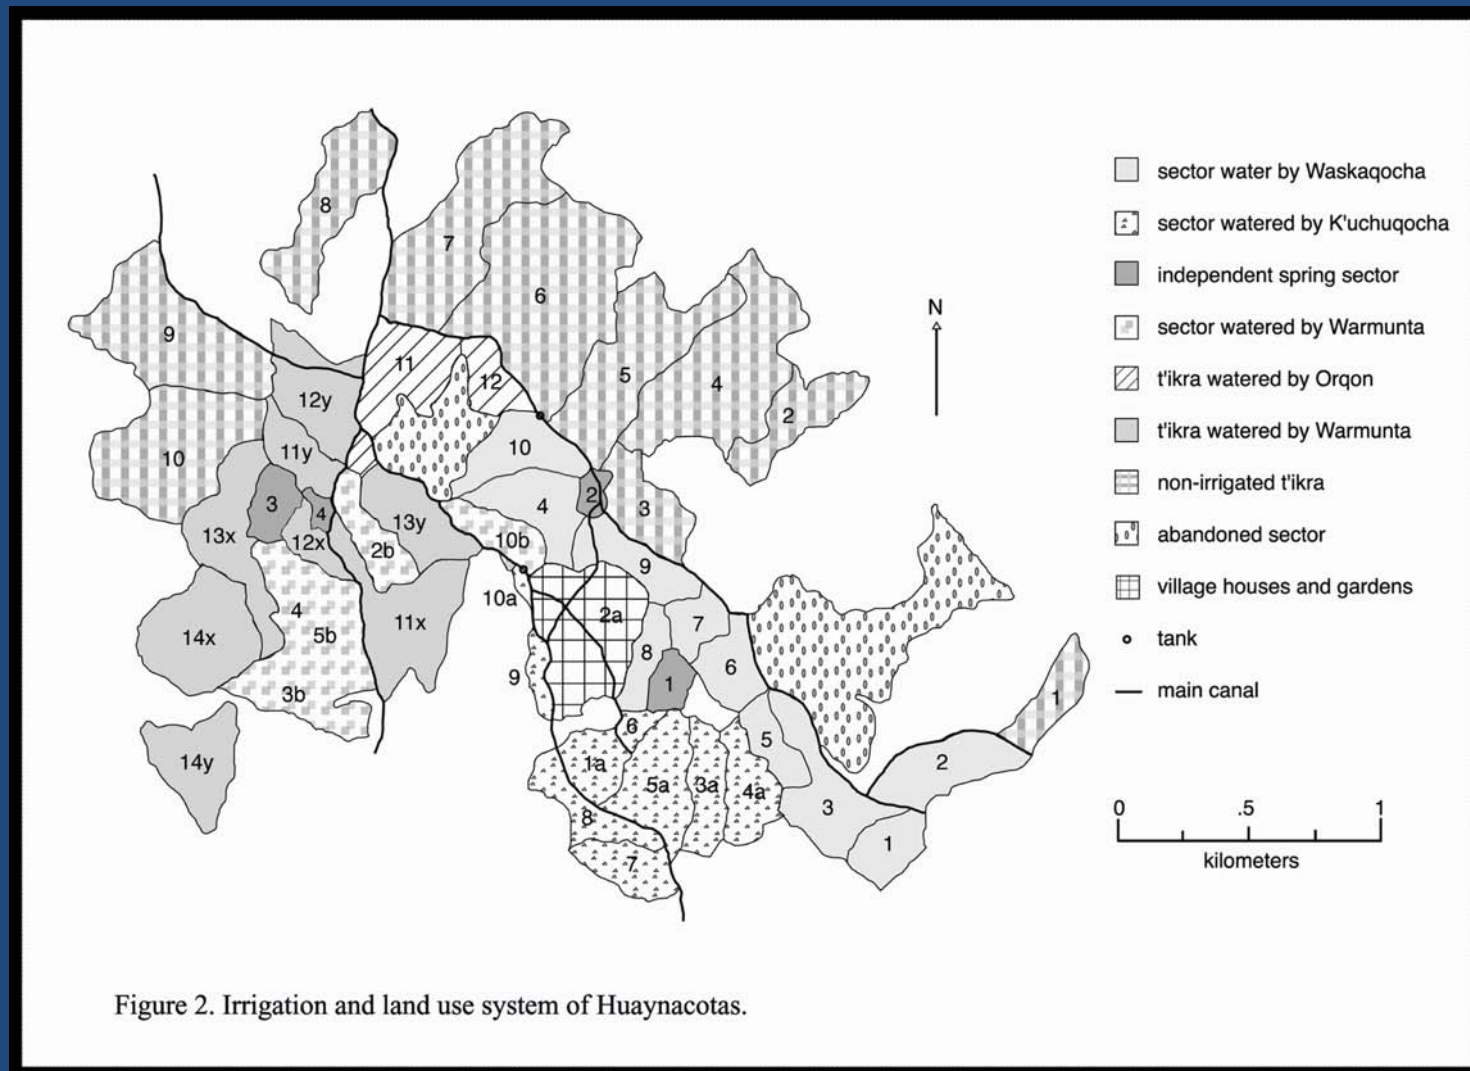 8
7
6
9
5
4
2
11
12
12y
10
10
11y
3
4
2
3
13x
12x
13y
4
2b
10b
9
10a
2a
14x
4
5b
11x
7
8
6
9
1
3b
6
5
1
14y
1a
5a
3a
4a
2
3
8
1
7
N
sector water by Waskaqocha
sector watered by K'uchuqocha
independent spring sector
sector watered by Warmunta
t'ikra watered by Orqon
t'ikra watered by Warmunta
non-irrigated t'ikra
abandoned sector
village houses and gardens
tank
main canal
0 .5 1
kilometers
Figure 2. Irrigation and land use system of Huaynacotas.